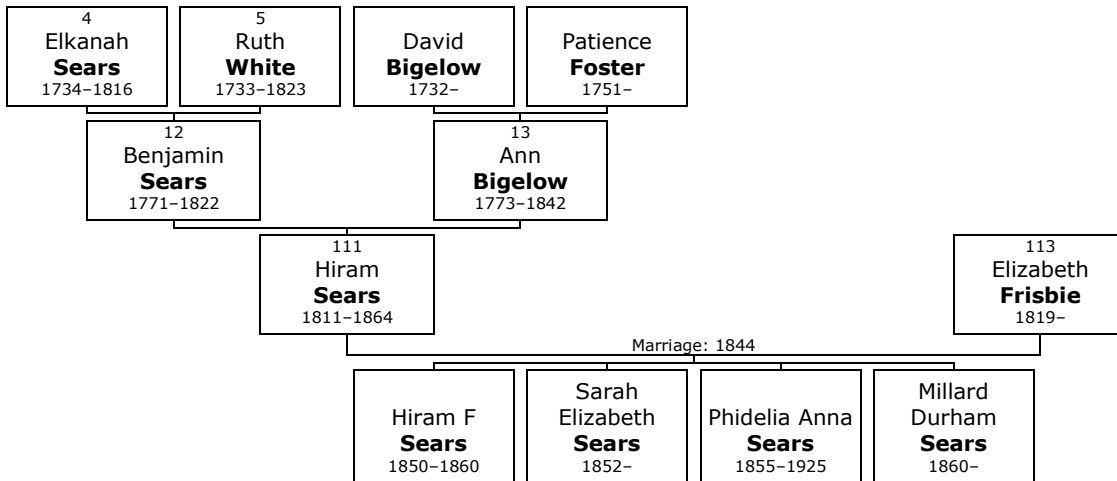 4
Elkanah
Sears
1734–1816
5
Ruth
White
1733–1823
David
Bigelow
1732–
Patience
Foster
1751–
12
Benjamin
Sears
1771–1822
13
Ann
Bigelow
1773–1842
111
Hiram
Sears
1811–1864
113
Elizabeth
Frisbie
1819–
Marriage: 1844
Hiram F
Sears
1850–1860
Sarah
Elizabeth
Sears
1852–
Phidelia Anna
Sears
1855–1925
Millard
Durham
Sears
1860–